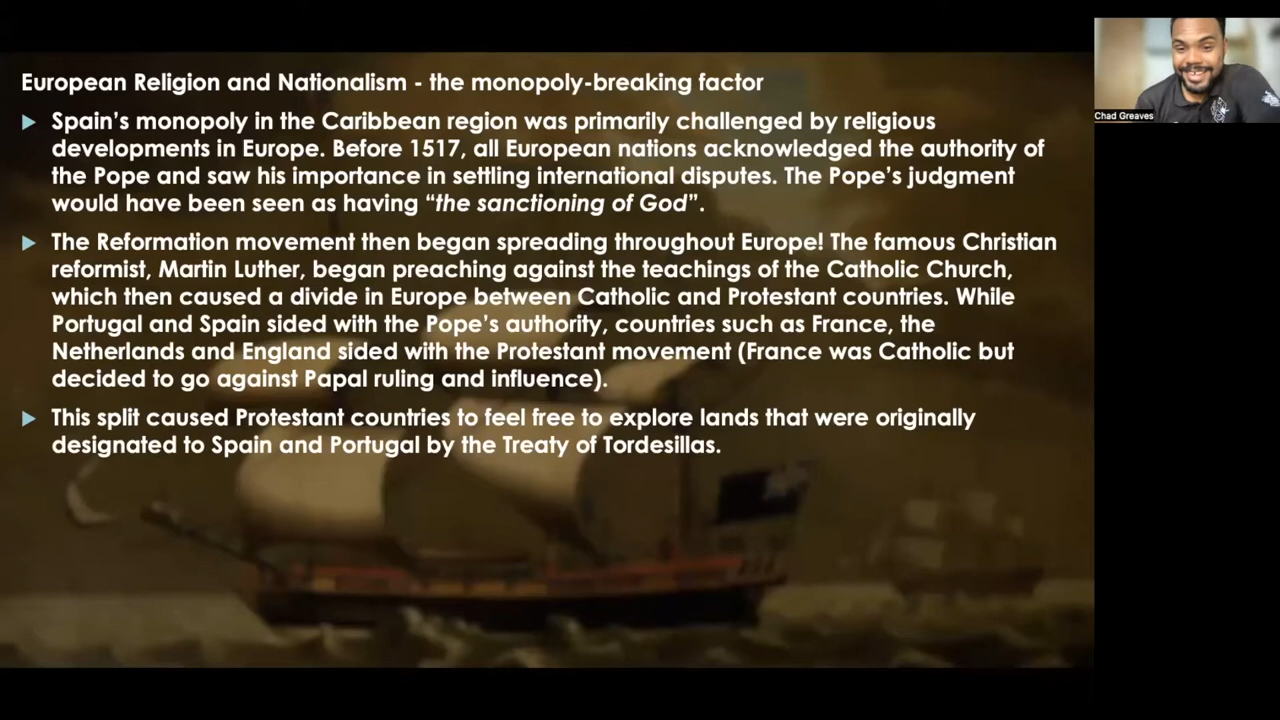 European Religion and Nationalism - the monopoly-breaking factor
Spain's monopoly in the Caribbean region was primarily challenged by religious
developments in Europe. Before 1517, all European nations acknowledged the authority of
the Pope and saw his importance in settling international disputes. The Pope's judgment
would have been seen as having “the sanctioning of God”.
The Reformation movement then began spreading throughout Europe! The famous Christian
reformist, Martin Luther, began preaching against the teachings of the Catholic Church,
which then caused a divide in Europe between Catholic and Protestant countries. While
Portugal and Spain sided with the Pope's authority, countries such as France, the
Netherlands and England sided with the Protestant movement (France was Catholic but
decided to go against Papal ruling and influence).
This split caused Protestant countries to feel free to explore lands that were originally
designated to Spain and Portugal by the Treaty of Tordesillas.
Chad Greaves